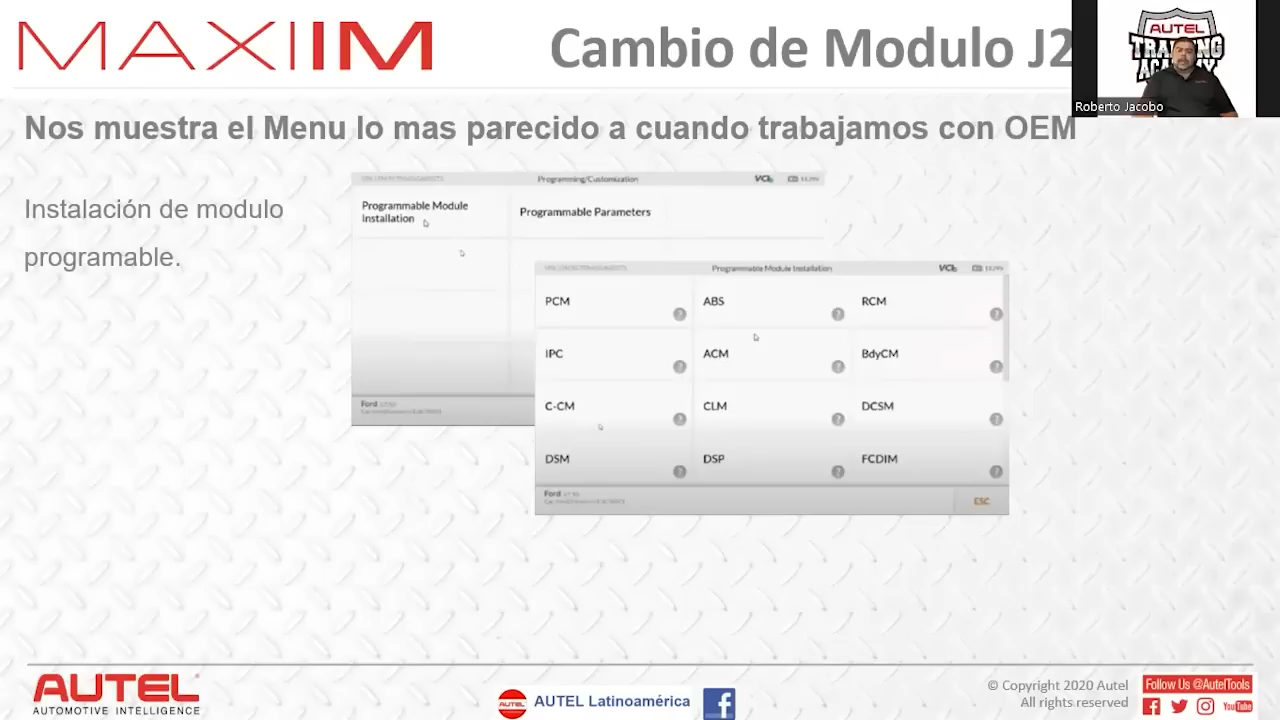 MAXIIM
Cambio de Modulo J2
AUTEL
TRAINING
ACADEMY
Roberto Jacobo
Nos muestra el Menu lo mas parecido a cuando trabajamos con OEM
Instalación de modulo
programable.
Programming/Customization
VCI
Programmable Module
Installation
Programmable Parameters
Programmable Module Installation
VCI
PCM
ABS
RCM
IPC
ACM
BdyCM
C-CM
CLM
DCSM
DSM
DSP
FCDIM
Ford
Ford
ESC
AUTEL
AUTOMOTIVE INTELLIGENCE
AUTEL
AUTEL Latinoamérica
© Copyright 2020 Autel
All rights reserved
Follow Us @AutelTools
YouTube